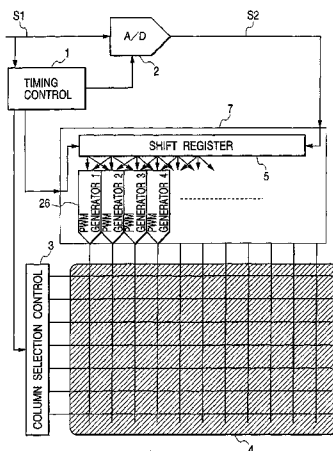 S1
S2
A/D
1
2
TIMING
CONTROL
7
SHIFT REGISTER
5
26
PWM
GENERATOR 1
PWM
GENERATOR 2
PWM
GENERATOR 3
PWM
GENERATOR 4
3
COLUMN SELECTION CONTROL
4